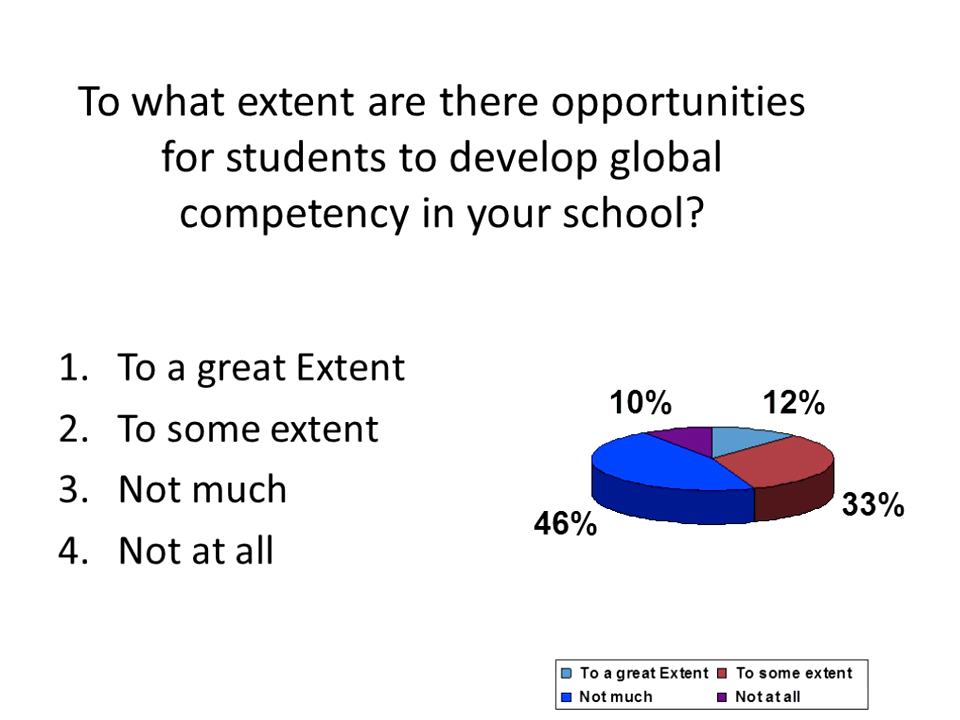 To what extent are there opportunities
for students to develop global
competency in your school?
1. To a great Extent
2. To some extent
3. Not much
4. Not at all
10% 12%
33%
46%
To a great Extent To some extent
Not much Not at all